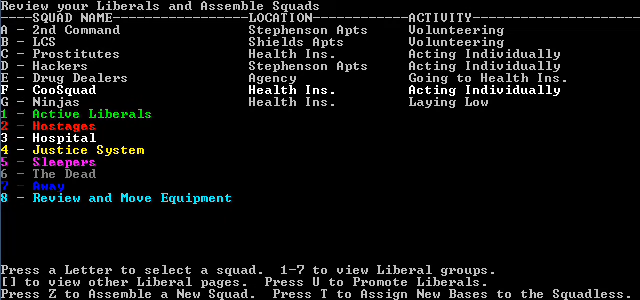 Review your Liberals and Assemble Squads
----SQUAD NAME-----------------LOCATION------------ACTIVITY--------------------
A - 2nd Command                Stephenson Apts     Volunteering
B - LCS                        Shields Apts        Volunteering
C - Prostitutes                Health Ins.         Acting Individually
D - Hackers                    Stephenson Apts     Acting Individually
E - Drug Dealers               Agency              Going to Health Ins.
F - CooSquad                   Health Ins.         Acting Individually
G - Ninjas                     Health Ins.         Laying Low
1 - Active Liberals
2 - Hostages
3 - Hospital
4 - Justice System
5 - Sleepers
6 - The Dead
7 - Away
8 - Review and Move Equipment
Press a Letter to select a squad.  1-7 to view Liberal groups.
[] to view other Liberal pages.  Press U to Promote Liberals.
Press Z to Assemble a New Squad.  Press T to Assign New Bases to the Squadless.